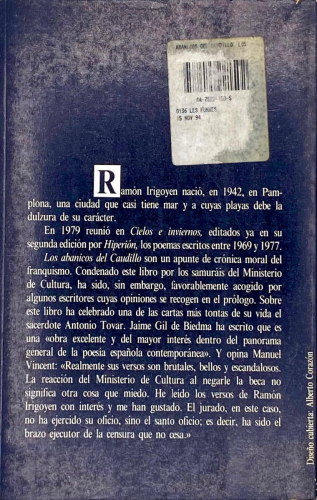 ABANICOS DEL
0136 LES PUNXES
15 NOV 94
Ramón Irigoyen nació, en 1942, en Pam-
plona, una ciudad que casi tiene mar y a cuyas playas debe la
dulzura de su carácter.
En 1979 reunió en Cielos e inviernos, editados ya en su
segunda edición por Hiperión, los poemas escritos entre 1969 y 1977.
Los abanicos del Caudillo son un apunte de crónica moral del
franquismo. Condenado este libro por los samuráis del Ministerio
de Cultura, ha sido, sin embargo, favorablemente acogido por
algunos escritores cuyas opiniones se recogen en el prólogo. Sobre
este libro ha celebrado una de las cartas más tontas de su vida el
sacerdote Antonio Tovar. Jaime Gil de Biedma ha escrito que es
una «obra excelente y del mayor interés dentro del panorama
general de la poesía española contemporánea». Y opina Manuel
Vincent: «Realmente sus versos son brutales, bellos y escandalosos.
La reacción del Ministerio de Cultura al negarle la beca no
significa otra cosa que miedo. He leído los versos de Ramón
Irigoyen con interés y me han gustado. El jurado, en este caso,
no ha ejercido su oficio, sino el santo oficio; es decir, ha sido el
brazo ejecutor de la censura que no cesa.»
Diseño cubierta: Alberto Corazón